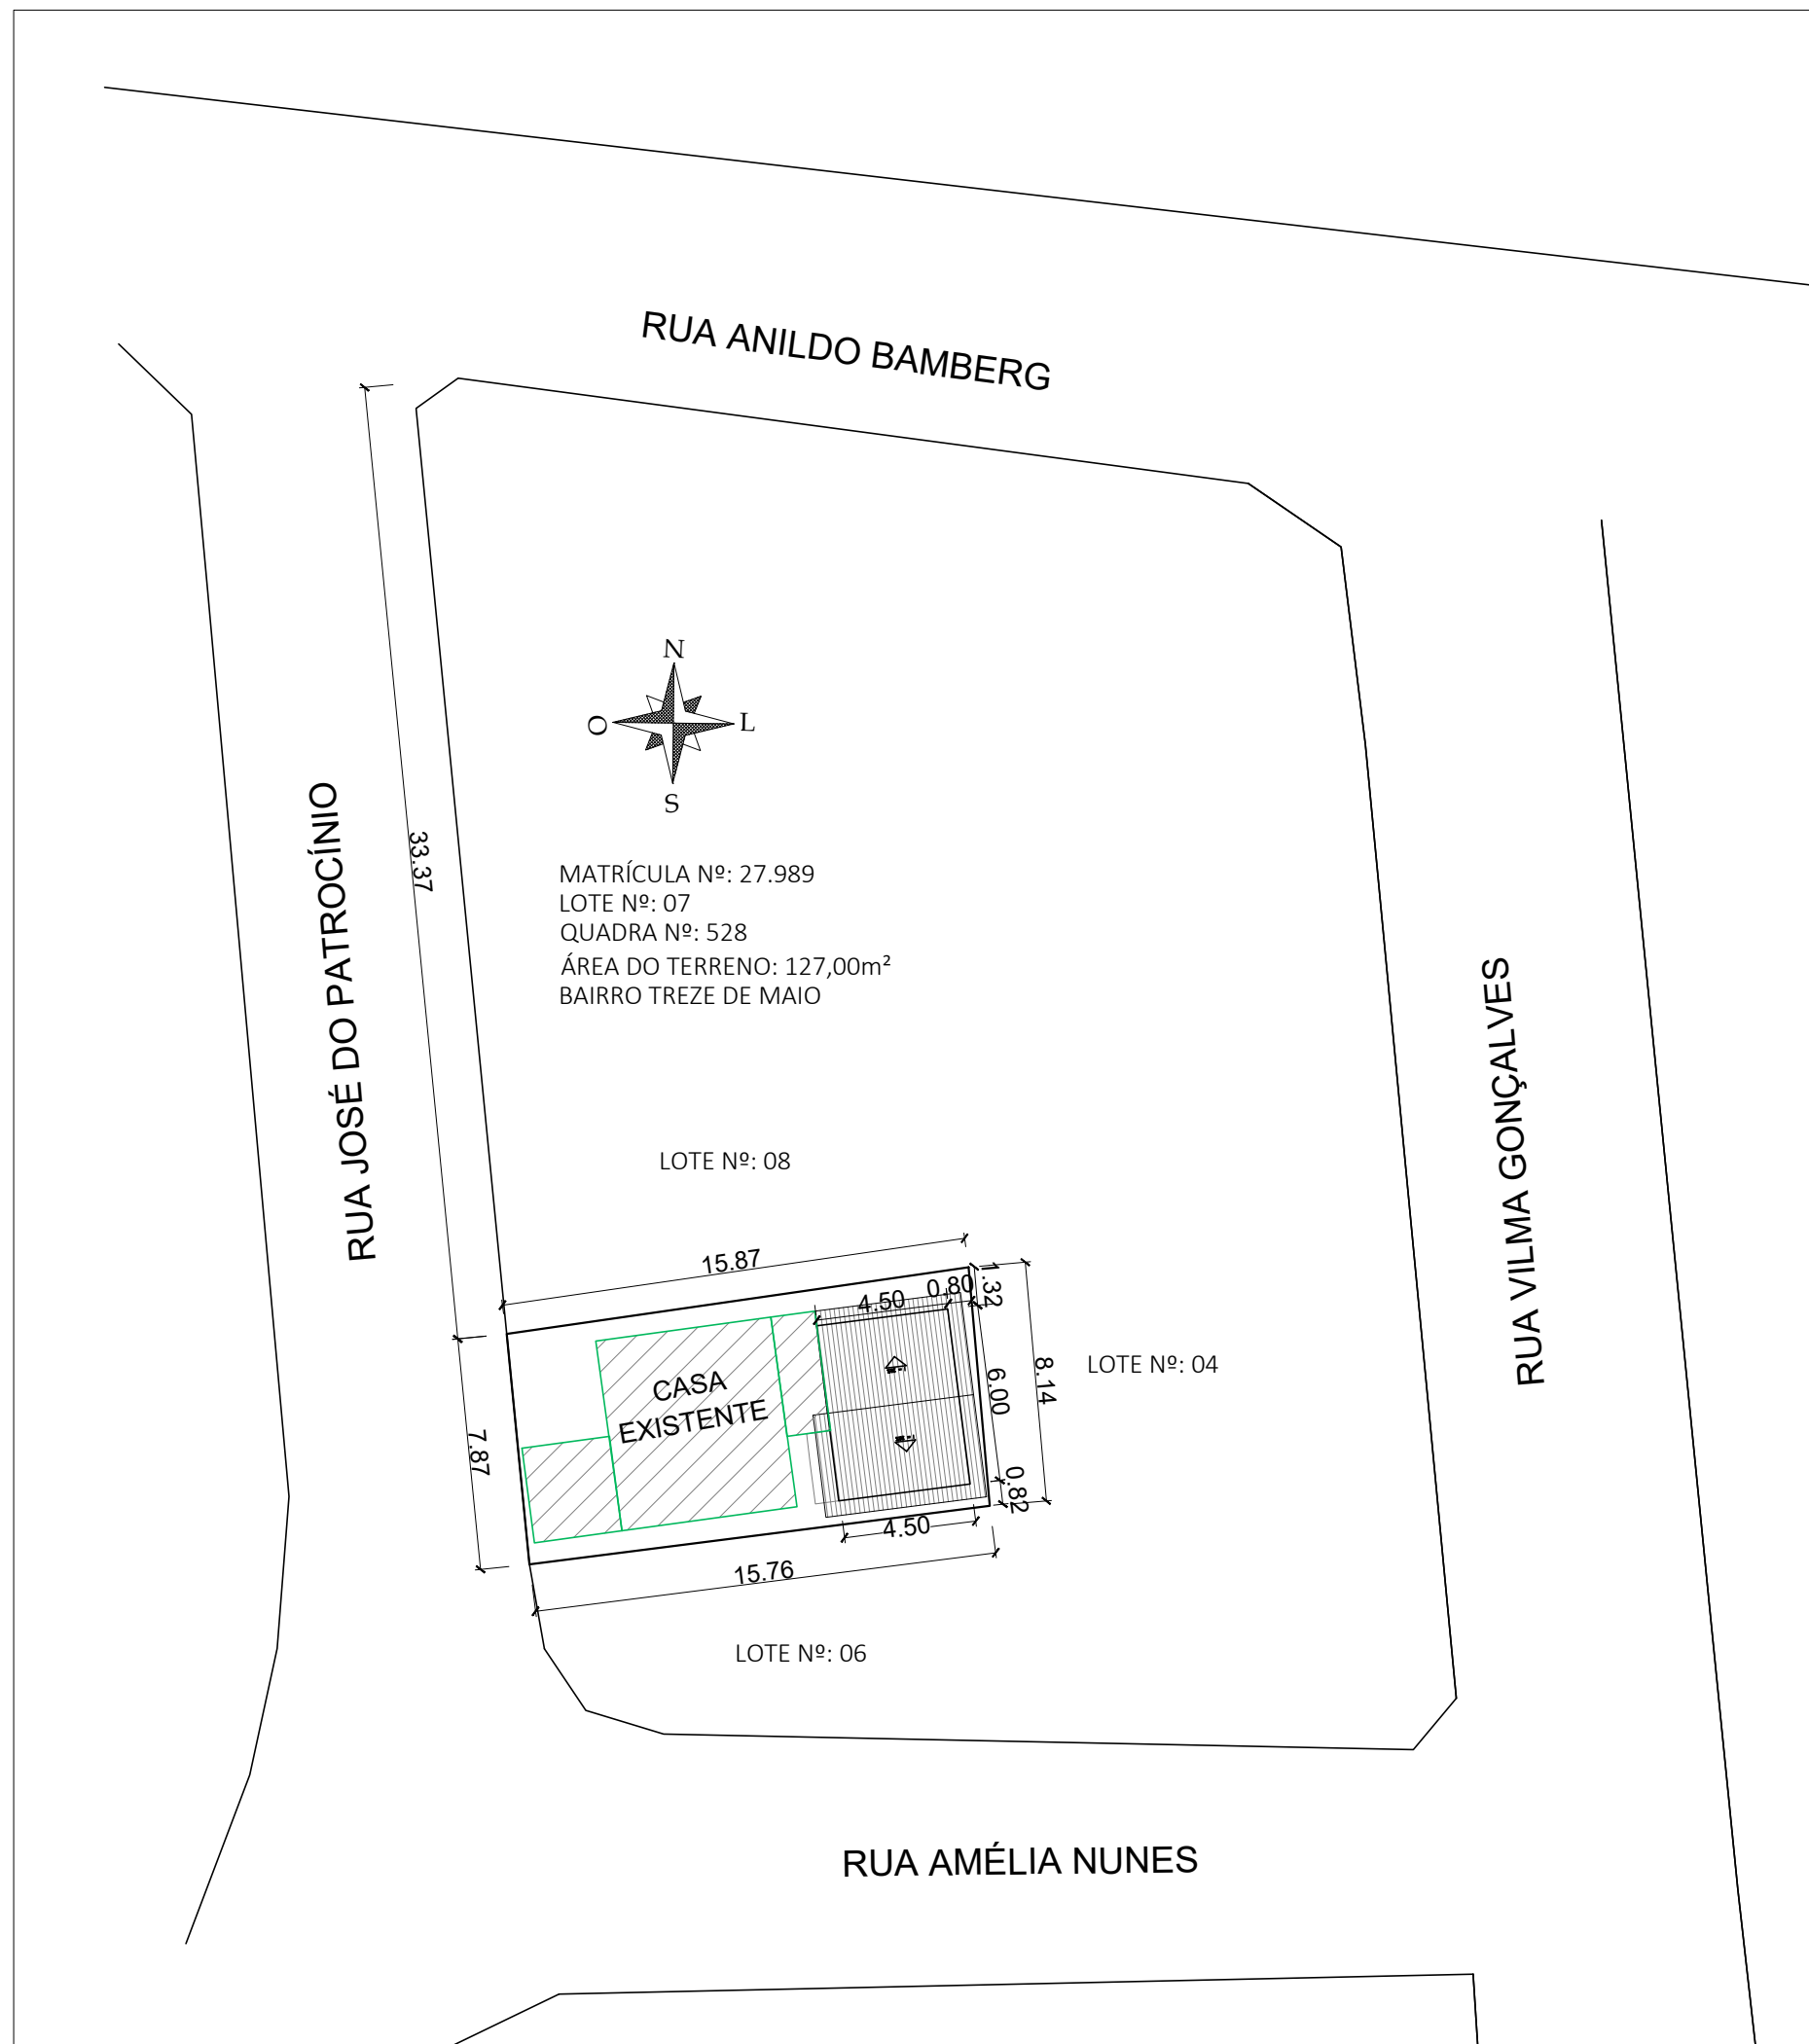 RUA ANILDO BAMBERG
N
O
L
S
RUA JOSÉ DO PATROCÍNIO
33.37
MATRÍCULA Nº: 27.989
LOTE Nº: 07
QUADRA Nº: 528
ÁREA DO TERRENO: 127,00m²
BAIRRO TREZE DE MAIO
RUA VILMA GONÇALVES
LOTE Nº: 08
15.87
4.50
0.80
1.32
CASA
EXISTENTE
6.00
8.14
LOTE Nº: 04
7.87
0.82
4.50
15.76
LOTE Nº: 06
RUA AMÉLIA NUNES